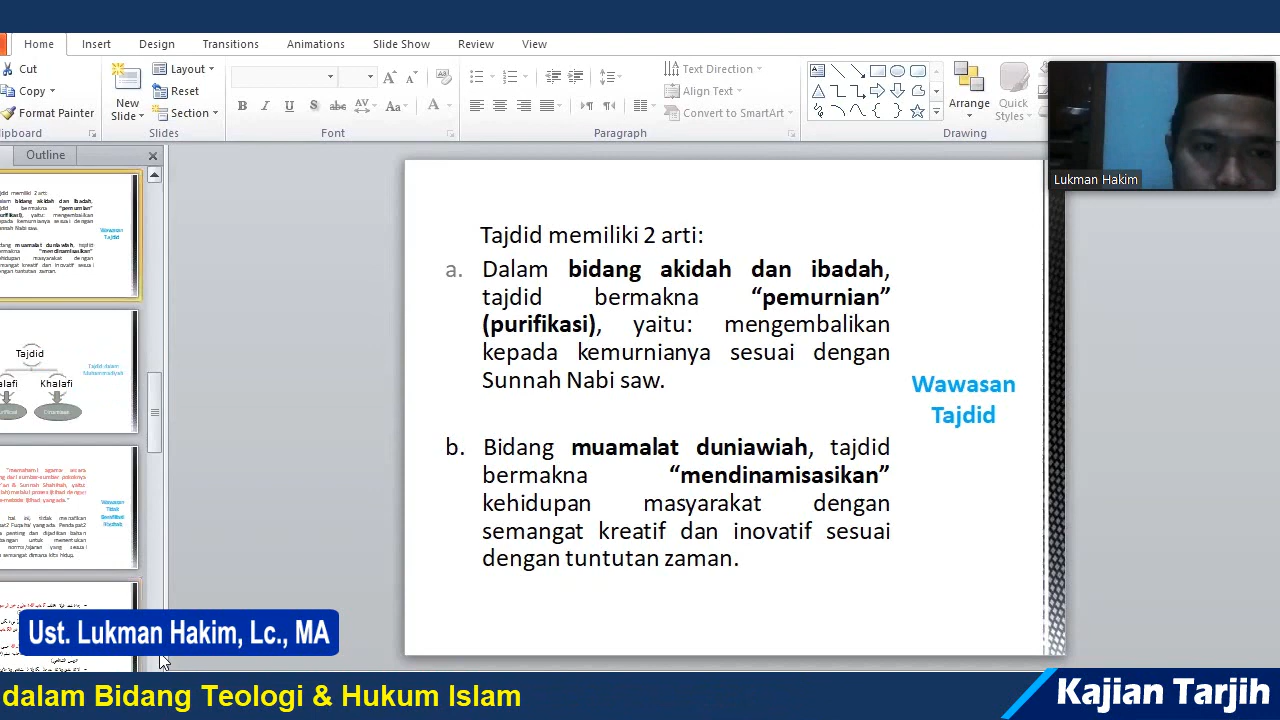 Home Insert Design Transitions Animations Slide Show Review View
Cut
Copy
Format Painter
New
Slide
Layout
Reset
Section
Text Direction
Align Text
Convert to SmartArt
Arrange
Quick
Styles
lipboard Slides Font Paragraph Drawing
Outline
Lukman Hakim
Tajdid memiliki 2 arti:
a. Dalam bidang akidah dan ibadah,
tajdid bermakna “pemurnian”
(purifikasi), yaitu: mengembalikan
kepada kemurnianya sesuai dengan
Sunnah Nabi saw.
b. Bidang muamalat duniawiah, tajdid
bermakna “mendinamisasikan”
kehidupan masyarakat dengan
semangat kreatif dan inovatif sesuai
dengan tuntutan zaman.
Wawasan
Tajdid
Tajdid
alafi Khalafi
Wawasan
Tajdid
Ust. Lukman Hakim, Lc., MA
dalam Bidang Teologi & Hukum Islam
Kajian Tarjih